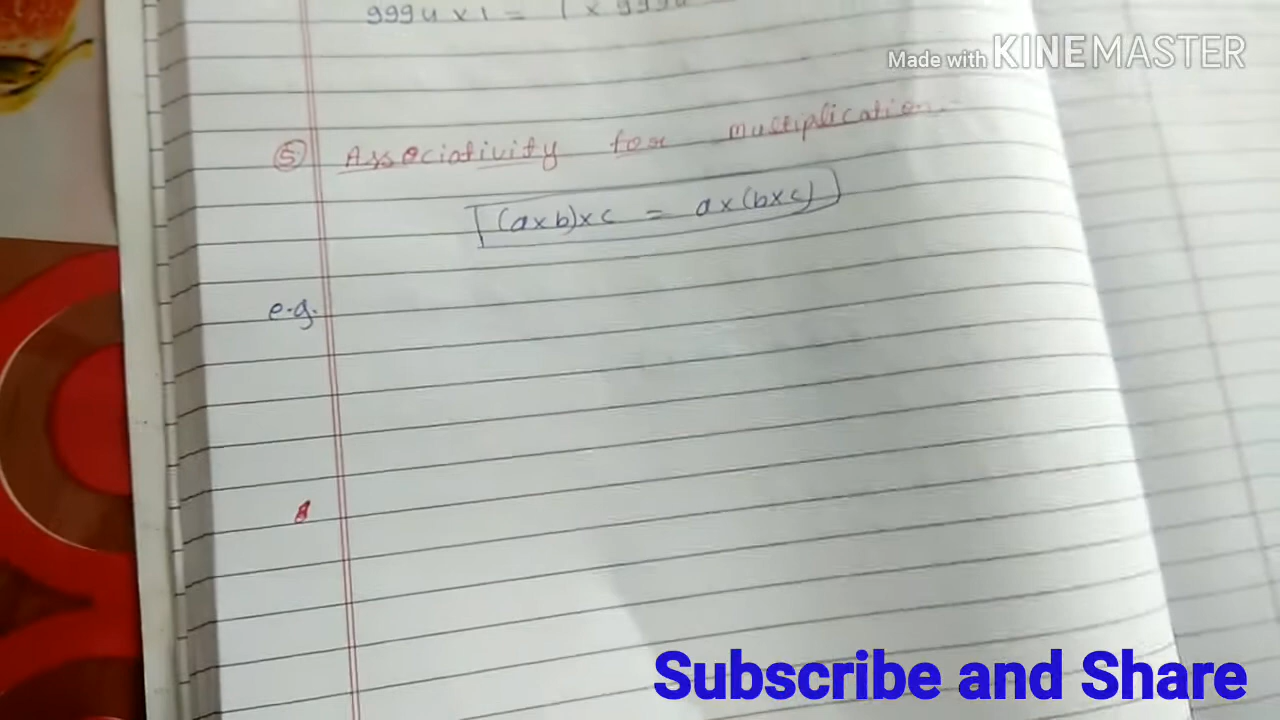 Made with KINEMASTER
5 Associativity for multiplication :-
(a×b)×c = a×(b×c)
e.g.
Subscribe and Share